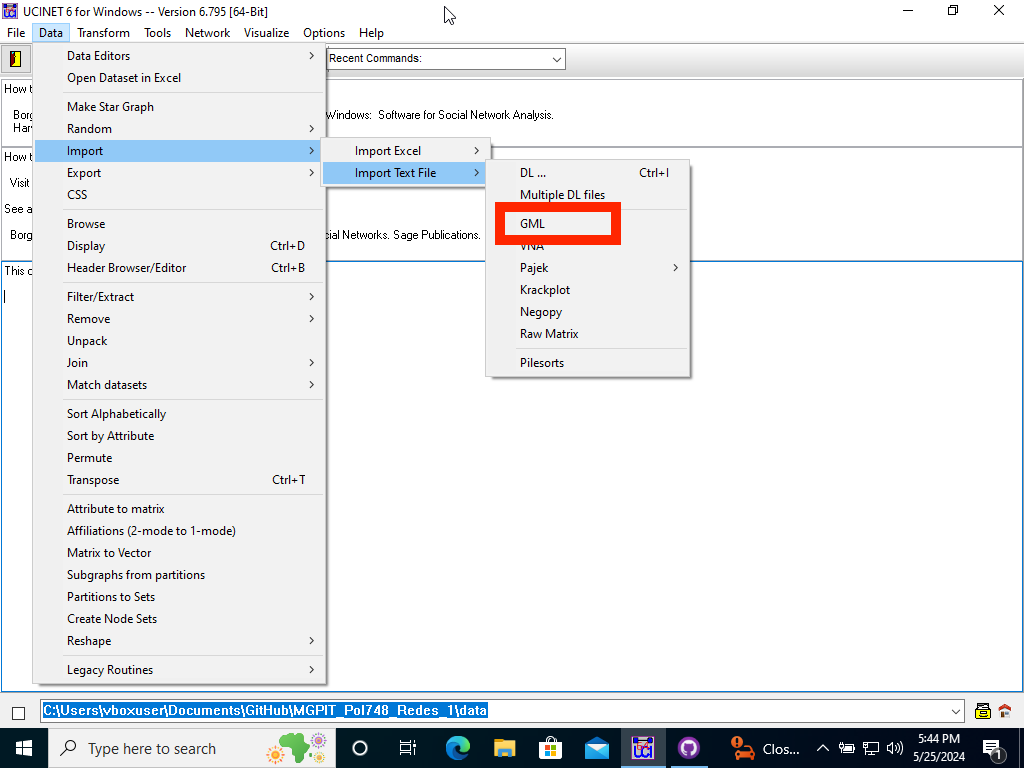 UCINET 6 for Windows -- Version 6.795 [64-Bit]
File Data Transform Tools Network Visualize Options Help
Recent Commands:
Data Editors
Open Dataset in Excel
Make Star Graph
Random
Import
Export
CSS
Browse
Display Ctrl+D
Header Browser/Editor Ctrl+B
Filter/Extract
Remove
Unpack
Join
Match datasets
Sort Alphabetically
Sort by Attribute
Permute
Transpose Ctrl+T
Attribute to matrix
Affiliations (2-mode to 1-mode)
Matrix to Vector
Subgraphs from partitions
Partitions to Sets
Create Node Sets
Reshape
Legacy Routines
Import Excel
Import Text File
DL ... Ctrl+I
Multiple DL files
GML
VNA
Pajek
Krackplot
Negopy
Raw Matrix
Pilesorts
How t
Borg
Windows: Software for Social Network Analysis.
Har
How t
Visit
See a
Borg
cial Networks. Sage Publications.
This c
C:\Users\vboxuser\Documents\GitHub\MGPIT_Pol748_Redes_1\data
Type here to search
UCI
Clos...
5:44 PM
5/25/2024
1